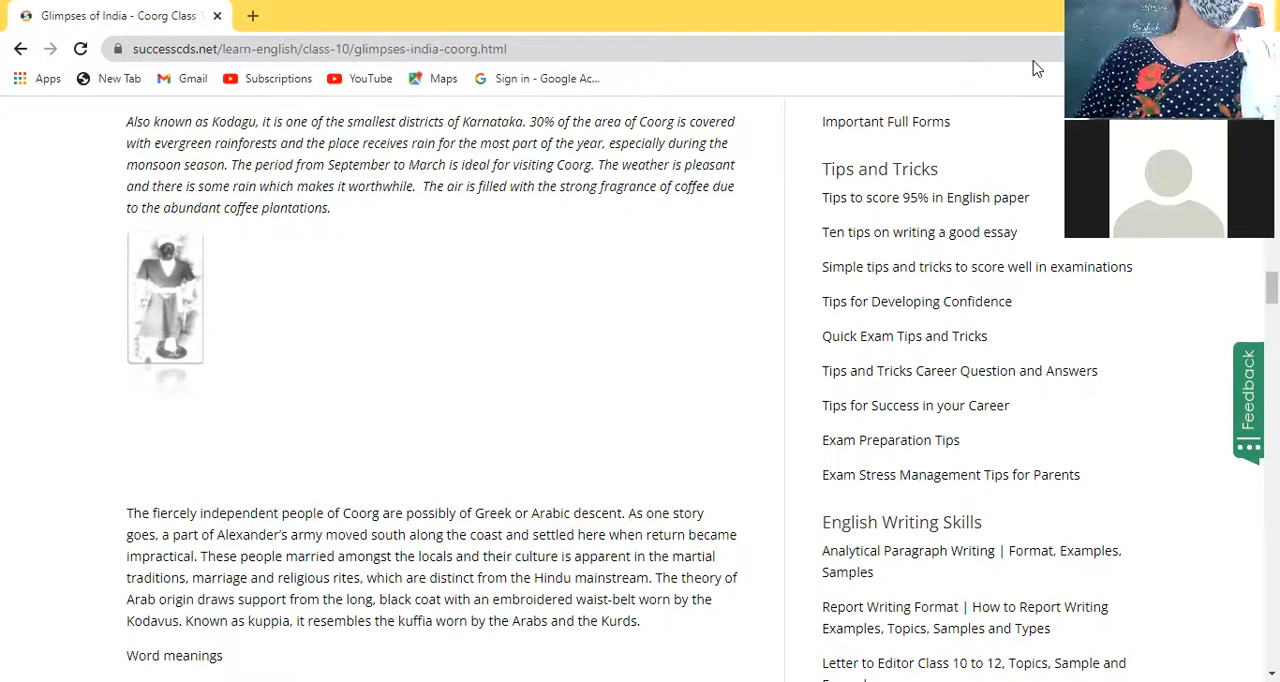 Glimpses of India - Coorg Class
successcds.net/learn-english/class-10/glimpses-india-coorg.html
Apps New Tab Gmail Subscriptions YouTube Maps Sign in - Google Ac...
Also known as Kodagu, it is one of the smallest districts of Karnataka. 30% of the area of Coorg is covered
with evergreen rainforests and the place receives rain for the most part of the year, especially during the
monsoon season. The period from September to March is ideal for visiting Coorg. The weather is pleasant
and there is some rain which makes it worthwhile. The air is filled with the strong fragrance of coffee due
to the abundant coffee plantations.
The fiercely independent people of Coorg are possibly of Greek or Arabic descent. As one story
goes, a part of Alexander's army moved south along the coast and settled here when return became
impractical. These people married amongst the locals and their culture is apparent in the martial
traditions, marriage and religious rites, which are distinct from the Hindu mainstream. The theory of
Arab origin draws support from the long, black coat with an embroidered waist-belt worn by the
Kodavus. Known as kuppia, it resembles the kuffia worn by the Arabs and the Kurds.
Word meanings
Important Full Forms
Tips and Tricks
Tips to score 95% in English paper
Ten tips on writing a good essay
Simple tips and tricks to score well in examinations
Tips for Developing Confidence
Quick Exam Tips and Tricks
Tips and Tricks Career Question and Answers
Tips for Success in your Career
Exam Preparation Tips
Exam Stress Management Tips for Parents
English Writing Skills
Analytical Paragraph Writing | Format, Examples,
Samples
Report Writing Format | How to Report Writing
Examples, Topics, Samples and Types
Letter to Editor Class 10 to 12, Topics, Sample and
Feedback
English